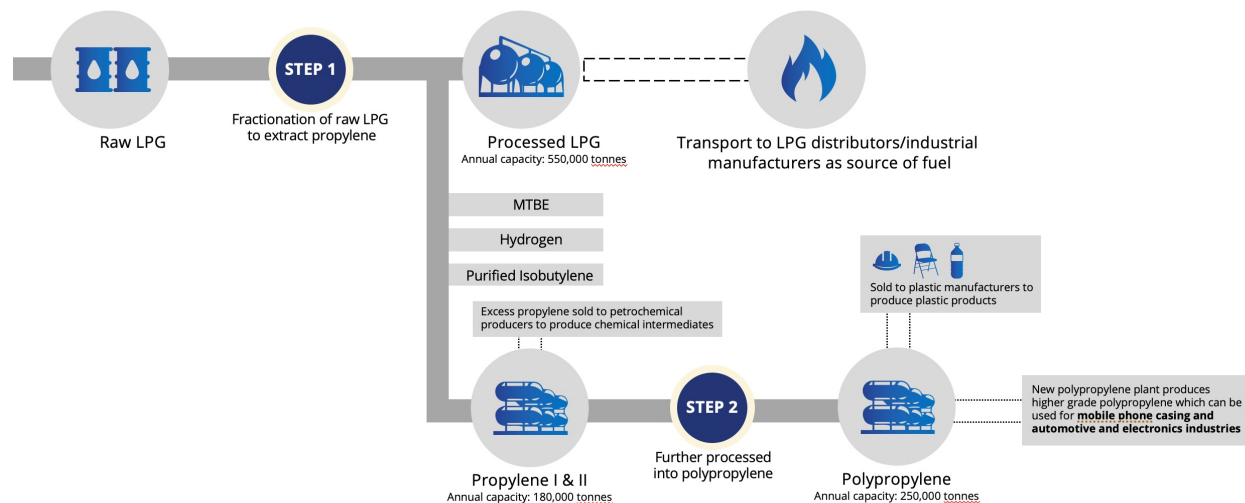 STEP 1
Fractionation of raw LPG
to extract propylene
Raw LPG
Processed LPG
Annual capacity: 550,000 tonnes
Transport to LPG distributors/industrial
manufacturers as source of fuel
MTBE
Hydrogen
Purified Isobutylene
Excess propylene sold to petrochemical
producers to produce chemical intermediates
Sold to plastic manufacturers to
produce plastic products
Propylene I & II
Annual capacity: 180,000 tonnes
STEP 2
Further processed
into polypropylene
Polypropylene
Annual capacity: 250,000 tonnes
New polypropylene plant produces
higher grade polypropylene which can be
used for mobile phone casing and
automotive and electronics industries